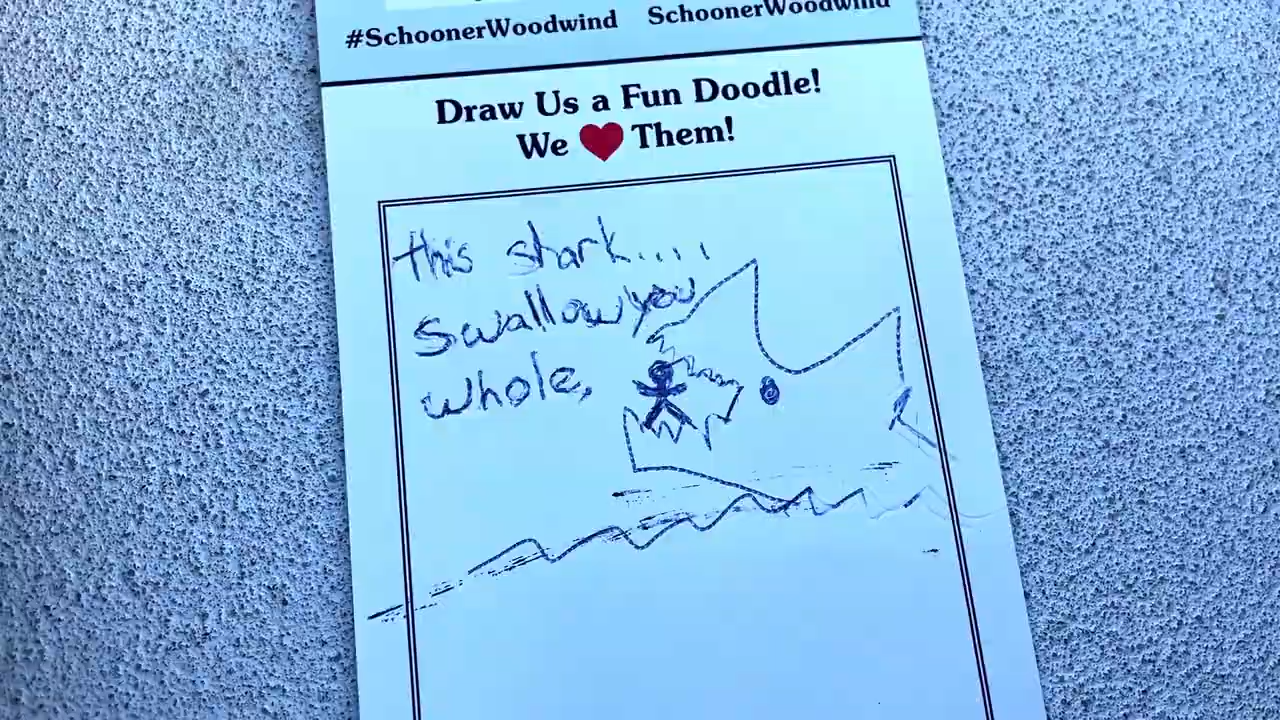 #SchoonerWoodwind SchoonerWoodwind
Draw Us a Fun Doodle!
We ❤ Them!
this shark....
swallow you
whole,